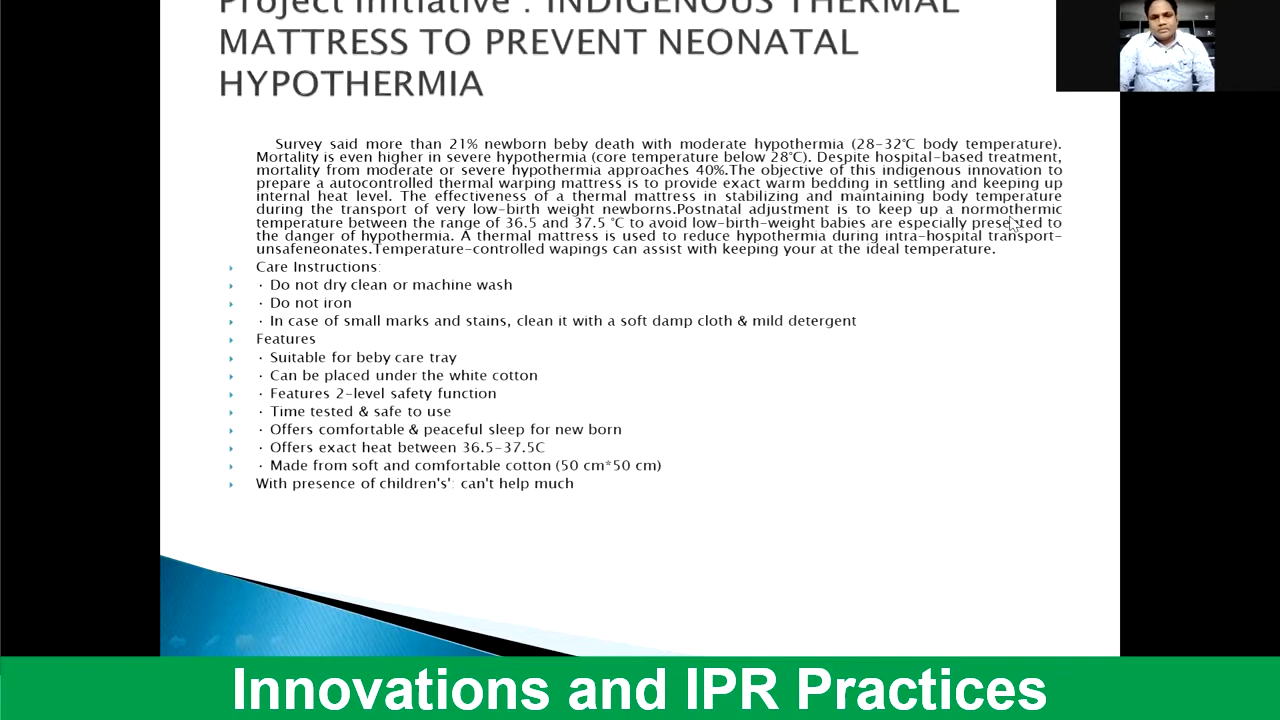 Project Initiative : INDIGENOUS THERMAL
MATTRESS TO PREVENT NEONATAL
HYPOTHERMIA
Survey said more than 21% newborn beby death with moderate hypothermia (28-32°C body temperature).
Mortality is even higher in severe hypothermia (core temperature below 28°C). Despite hospital-based treatment,
mortality from moderate or severe hypothermia approaches 40%.The objective of this indigenous innovation to
prepare a autocontrolled thermal warping mattress is to provide exact warm bedding in settling and keeping up
internal heat level. The effectiveness of a thermal mattress in stabilizing and maintaining body temperature
during the transport of very low-birth weight newborns.Postnatal adjustment is to keep up a normothermic
temperature between the range of 36.5 and 37.5 °C to avoid low-birth-weight babies are especially presented to
the danger of hypothermia. A thermal mattress is used to reduce hypothermia during intra-hospital transport-
unsafeneonates.Temperature-controlled wapings can assist with keeping your at the ideal temperature.
Care Instructions:
· Do not dry clean or machine wash
· Do not iron
· In case of small marks and stains, clean it with a soft damp cloth & mild detergent
Features
· Suitable for beby care tray
· Can be placed under the white cotton
· Features 2-level safety function
· Time tested & safe to use
· Offers comfortable & peaceful sleep for new born
· Offers exact heat between 36.5-37.5C
· Made from soft and comfortable cotton (50 cm*50 cm)
With presence of children's': can't help much
Innovations and IPR Practices